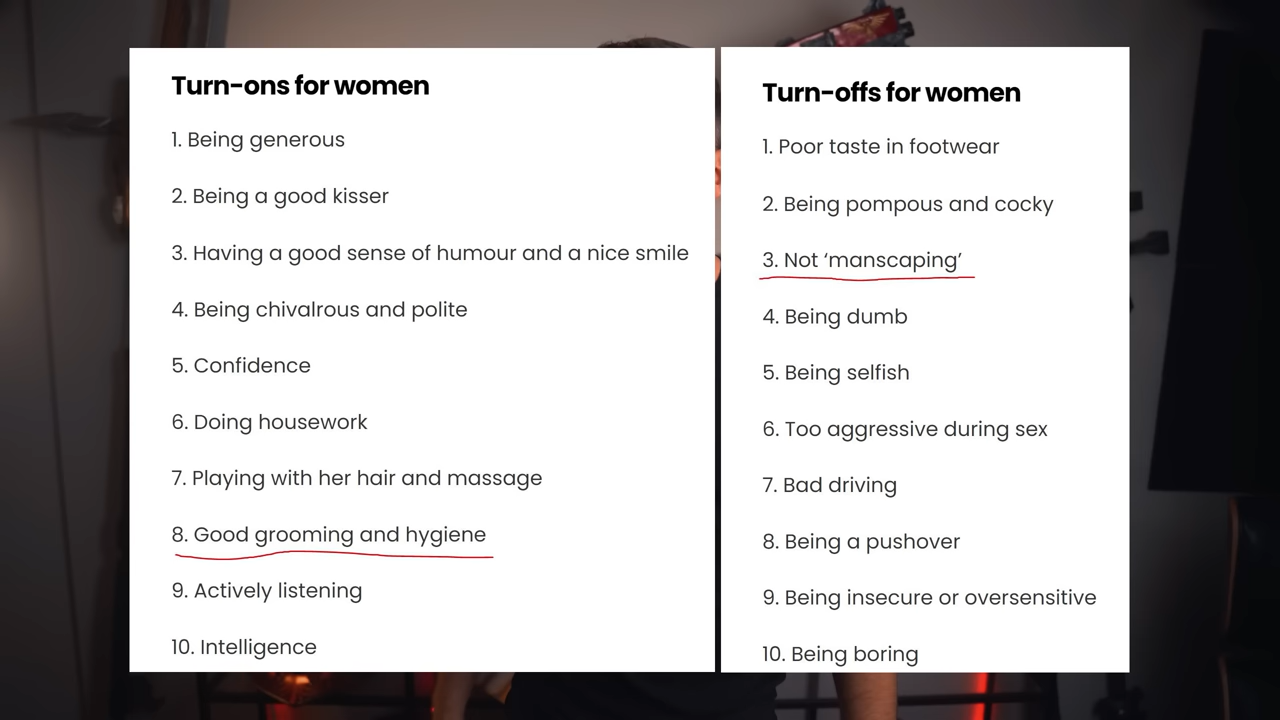 Turn-ons for women
1. Being generous
2. Being a good kisser
3. Having a good sense of humour and a nice smile
4. Being chivalrous and polite
5. Confidence
6. Doing housework
7. Playing with her hair and massage
8. Good grooming and hygiene
9. Actively listening
10. Intelligence
Turn-offs for women
1. Poor taste in footwear
2. Being pompous and cocky
3. Not ‘manscaping’
4. Being dumb
5. Being selfish
6. Too aggressive during sex
7. Bad driving
8. Being a pushover
9. Being insecure or oversensitive
10. Being boring